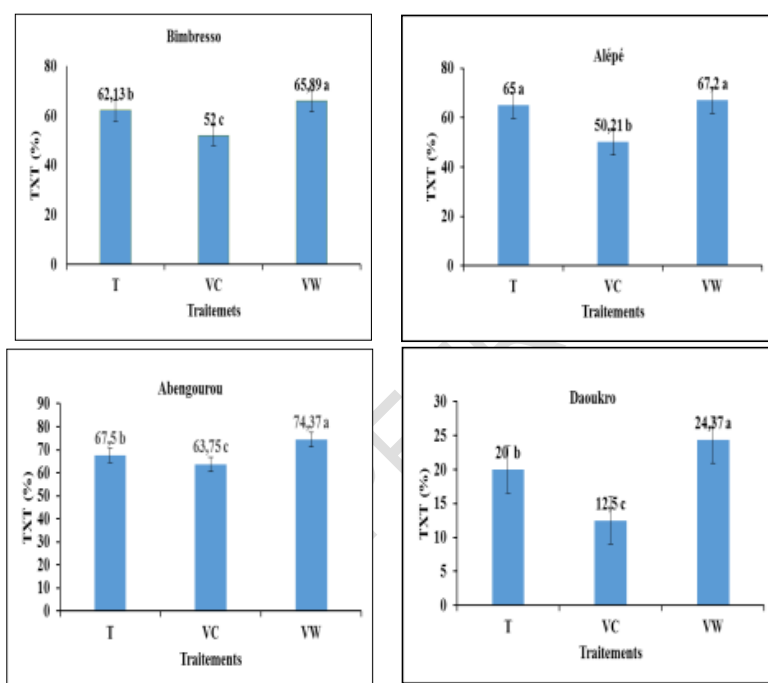 Bimbresso
80
60
40
20
0
TXT (%)
62,13 b
52 c
65,89 a
T VC VW
Traitemets
Alépé
80
60
40
20
0
TXT (%)
65 a
50,21 b
67,2 a
T VC VW
Traitements
Abengourou
90
80
70
60
50
40
30
20
10
0
TXT (%)
67,5 b
63,75 c
74,37 a
T VC VW
Traitements
Daoukro
30
25
20
15
10
5
0
TXT (%)
20 b
12,5 c
24,37 a
T VC VW
Traitements